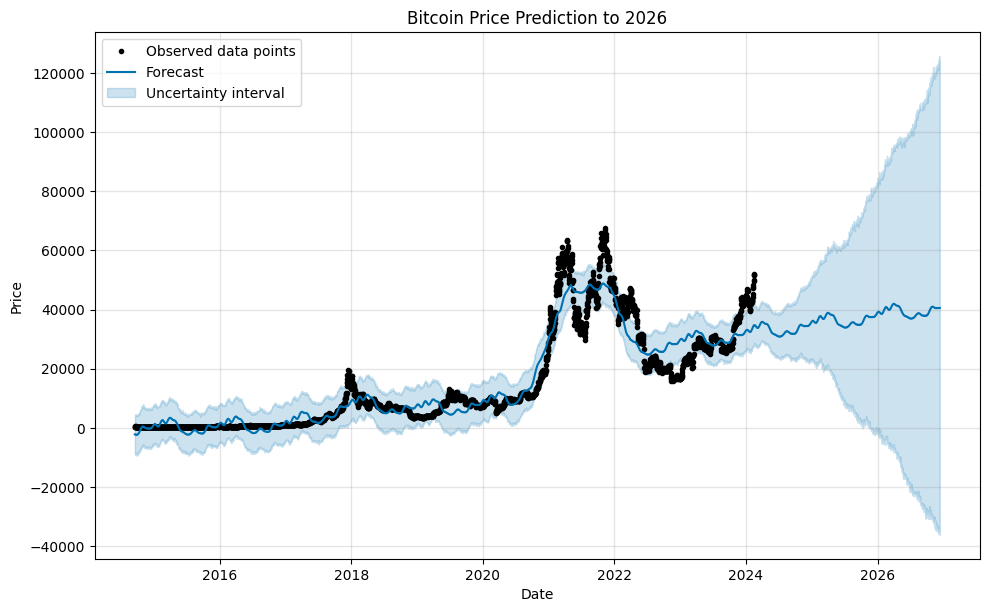 Bitcoin Price Prediction to 2026
Observed data points
Forecast
Uncertainty interval
Price
120000
100000
80000
60000
40000
20000
0
−20000
−40000
2016
2018
2020
2022
2024
2026
Date